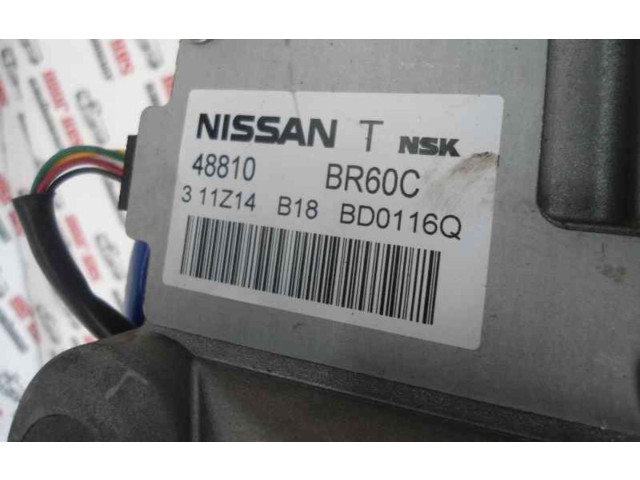 NISSAN T NSK
48810 BR60C
3 11Z14 B18 BD0116Q